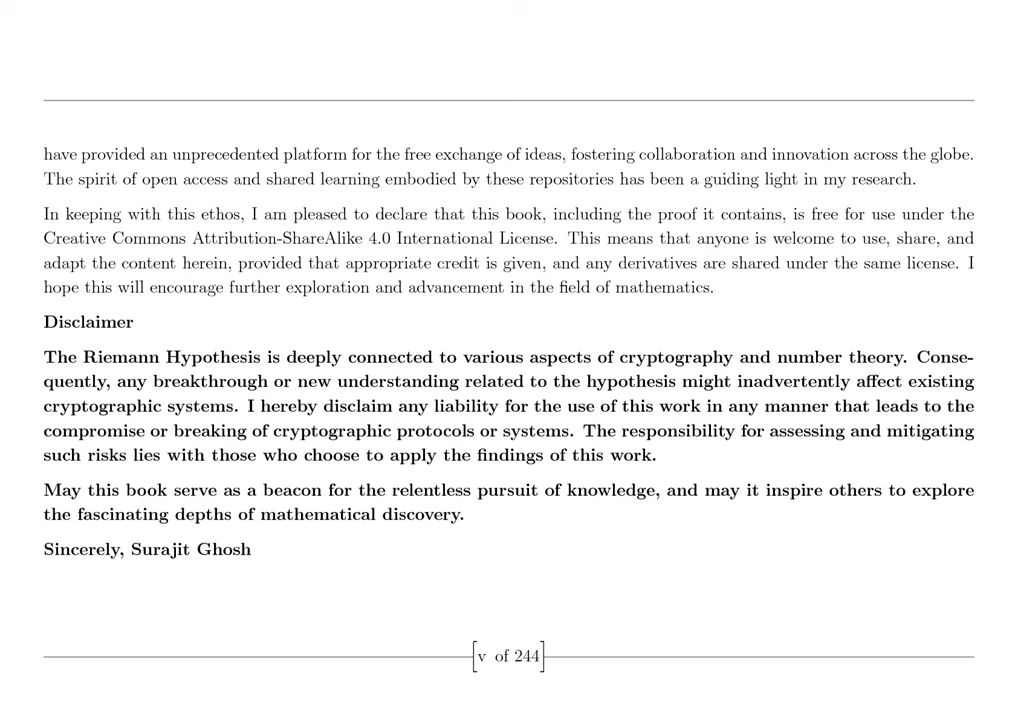 have provided an unprecedented platform for the free exchange of ideas, fostering collaboration and innovation across the globe.
The spirit of open access and shared learning embodied by these repositories has been a guiding light in my research.
In keeping with this ethos, I am pleased to declare that this book, including the proof it contains, is free for use under the
Creative Commons Attribution-ShareAlike 4.0 International License. This means that anyone is welcome to use, share, and
adapt the content herein, provided that appropriate credit is given, and any derivatives are shared under the same license. I
hope this will encourage further exploration and advancement in the field of mathematics.
Disclaimer
The Riemann Hypothesis is deeply connected to various aspects of cryptography and number theory. Conse-
quently, any breakthrough or new understanding related to the hypothesis might inadvertently affect existing
cryptographic systems. I hereby disclaim any liability for the use of this work in any manner that leads to the
compromise or breaking of cryptographic protocols or systems. The responsibility for assessing and mitigating
such risks lies with those who choose to apply the findings of this work.
May this book serve as a beacon for the relentless pursuit of knowledge, and may it inspire others to explore
the fascinating depths of mathematical discovery.
Sincerely, Surajit Ghosh
[v of 244]